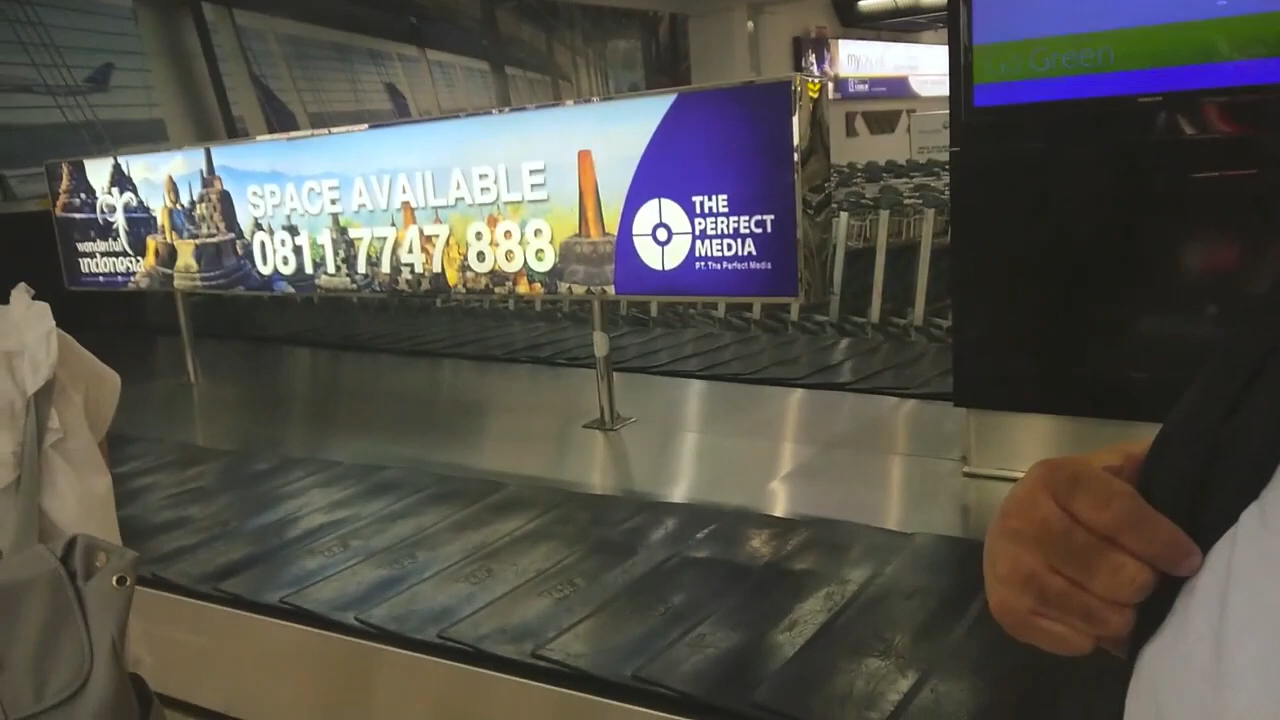 wonderful
indonesia
SPACE AVAILABLE
0811 7747 888
THE
PERFECT
MEDIA
PT. The Perfect Media
Green